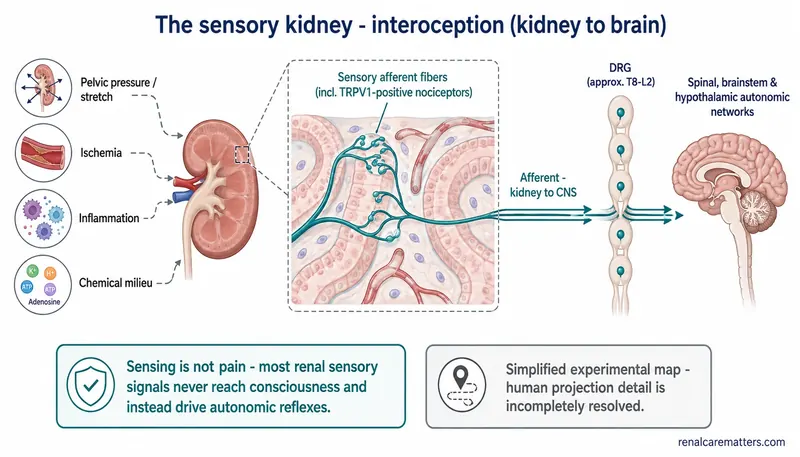 The sensory kidney - interoception (kidney to brain)
Pelvic pressure /
stretch
Ischemia
Inflammation
Chemical milieu
K+
H+
ATP
ATP
Adenosine
Sensory afferent fibers
(incl. TRPV1-positive nociceptors)
Afferent -
kidney to CNS
DRG
(approx. T8-L2)
Spinal, brainstem &
hypothalamic autonomic
networks
Sensing is not pain - most renal sensory
signals never reach consciousness and
instead drive autonomic reflexes.
Simplified experimental map -
human projection detail is
incompletely resolved.
renalcarematters.com